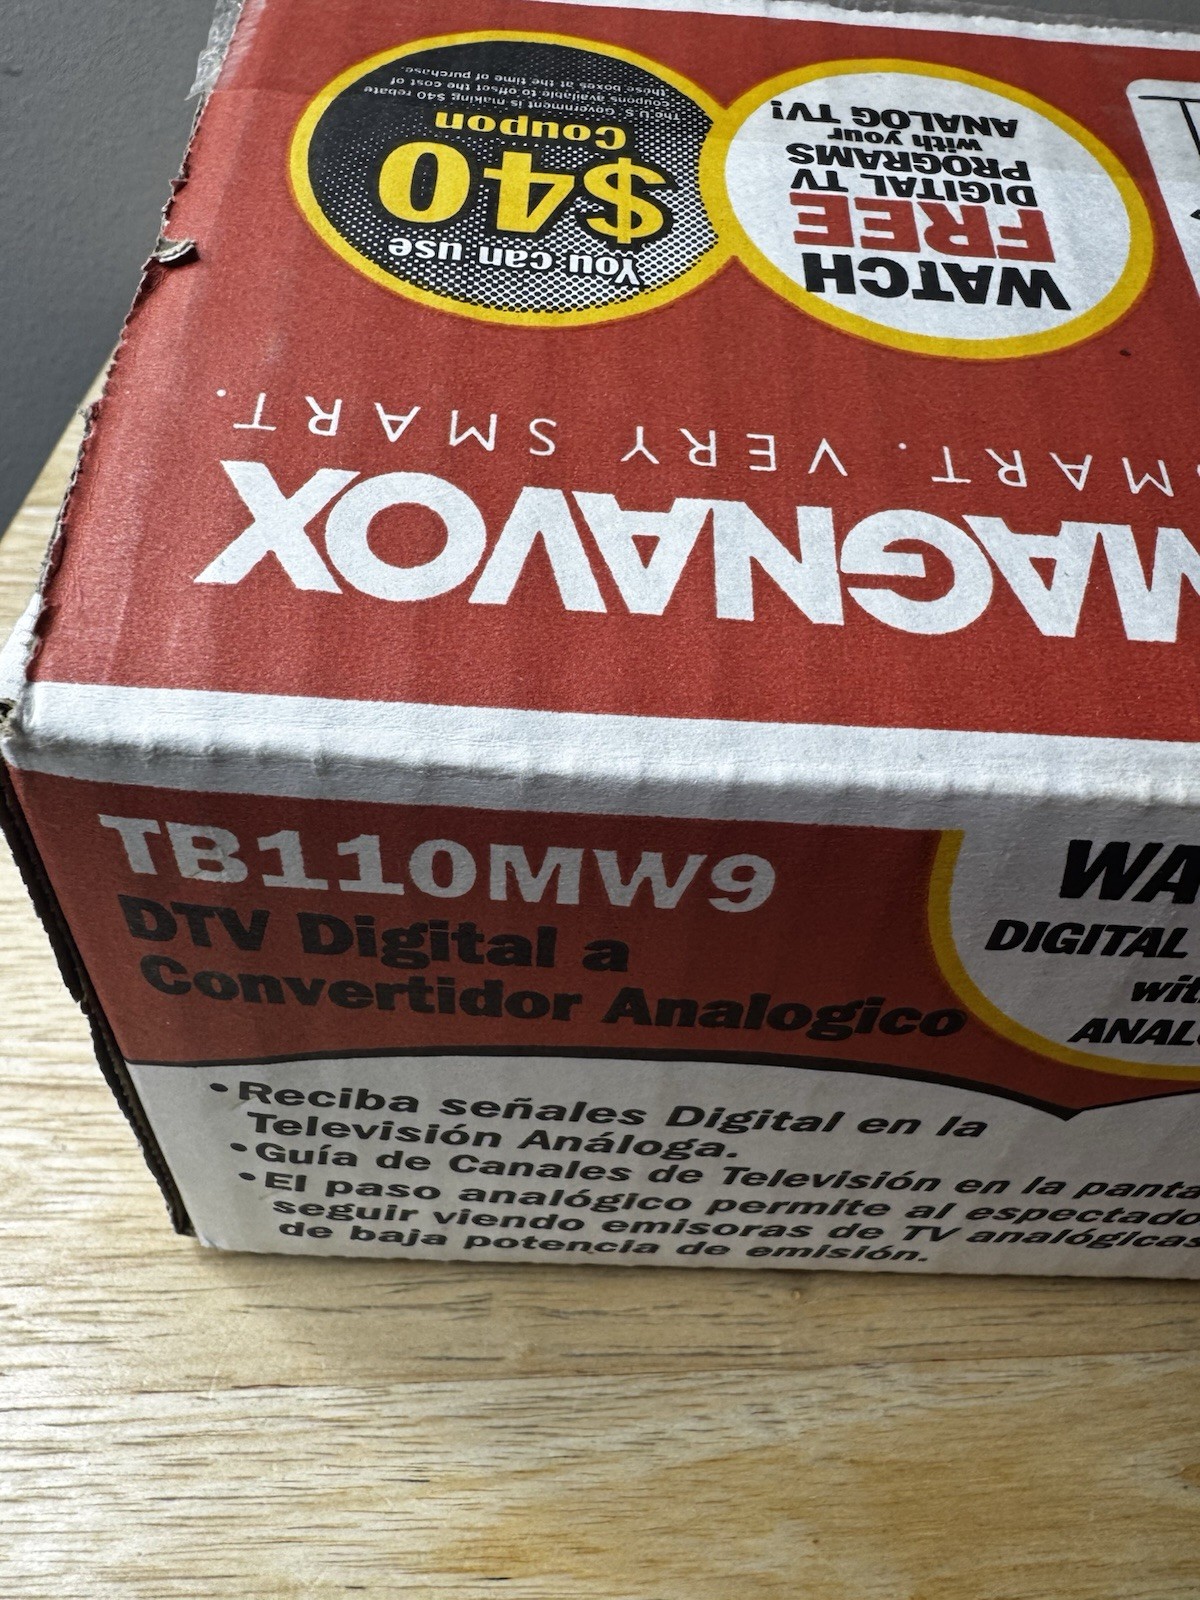 You can use
$40
Coupon
The U.S. government is making $40 rebate
coupons available to offset the cost of
these boxes at the time of purchase.
WATCH
FREE
DIGITAL TV
PROGRAMS
with your
ANALOG TV!
MART. VERY SMART.
MAGNAVOX
TB110MW9
DTV Digital a
Convertidor Analogico
WA
DIGITAL
wit
ANAL
•Reciba señales Digital en la
Televisión Análoga.
•Guía de Canales de Televisión en la panta
•El paso analógico permite al espectado
seguir viendo emisoras de TV analógicas
de baja potencia de emisión.